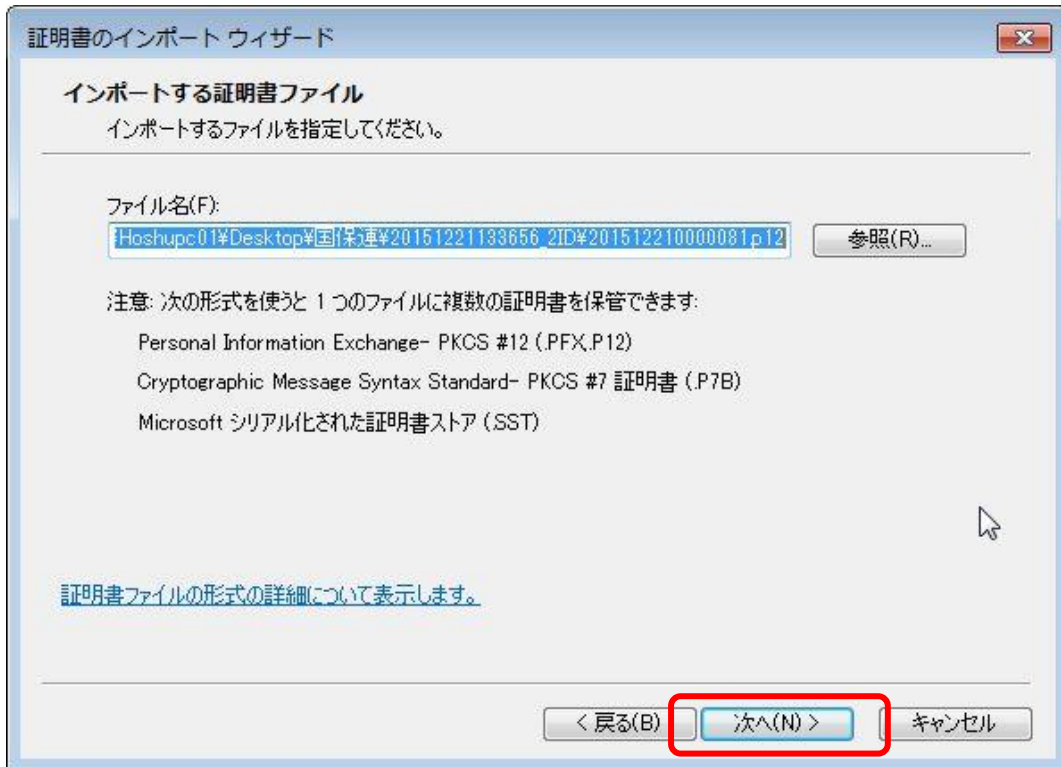 証明書のインポート ウィザード
インポートする証明書ファイル
インポートするファイルを指定してください。
ファイル名(F):
Hoshupc01¥Desktop¥国保連¥20151221133656_2ID¥201512210000081.p12
参照(R)...
注意: 次の形式を使うと 1 つのファイルに複数の証明書を保管できます:
Personal Information Exchange- PKCS #12 (.PFX,.P12)
Cryptographic Message Syntax Standard- PKCS #7 証明書 (.P7B)
Microsoft シリアル化された証明書ストア (.SST)
証明書ファイルの形式の詳細について表示します。
< 戻る(B)
次へ(N) >
キャンセル